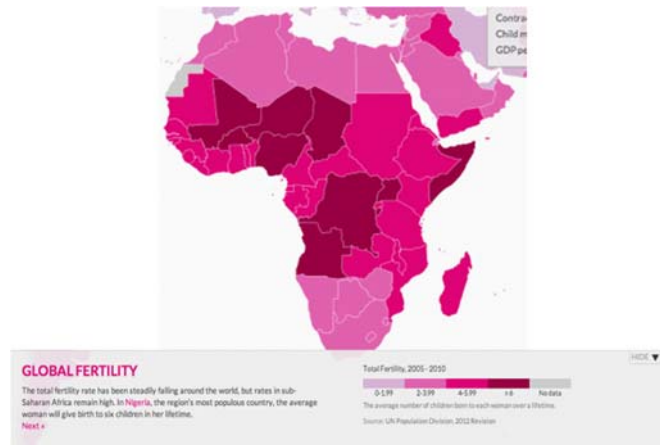 Contra
Child m
GDP pe
HIDE ▼
GLOBAL FERTILITY
The total fertility rate has been steadily falling around the world, but rates in sub-
Saharan Africa remain high. In Nigeria, the region's most populous country, the average
woman will give birth to six children in her lifetime.
Next »
Total Fertility, 2005 - 2010
0-1.99 2-3.99 4-5.99 >6 No data
The average number of children born to each woman over a lifetime.
Source: UN Population Division, 2012 Revision